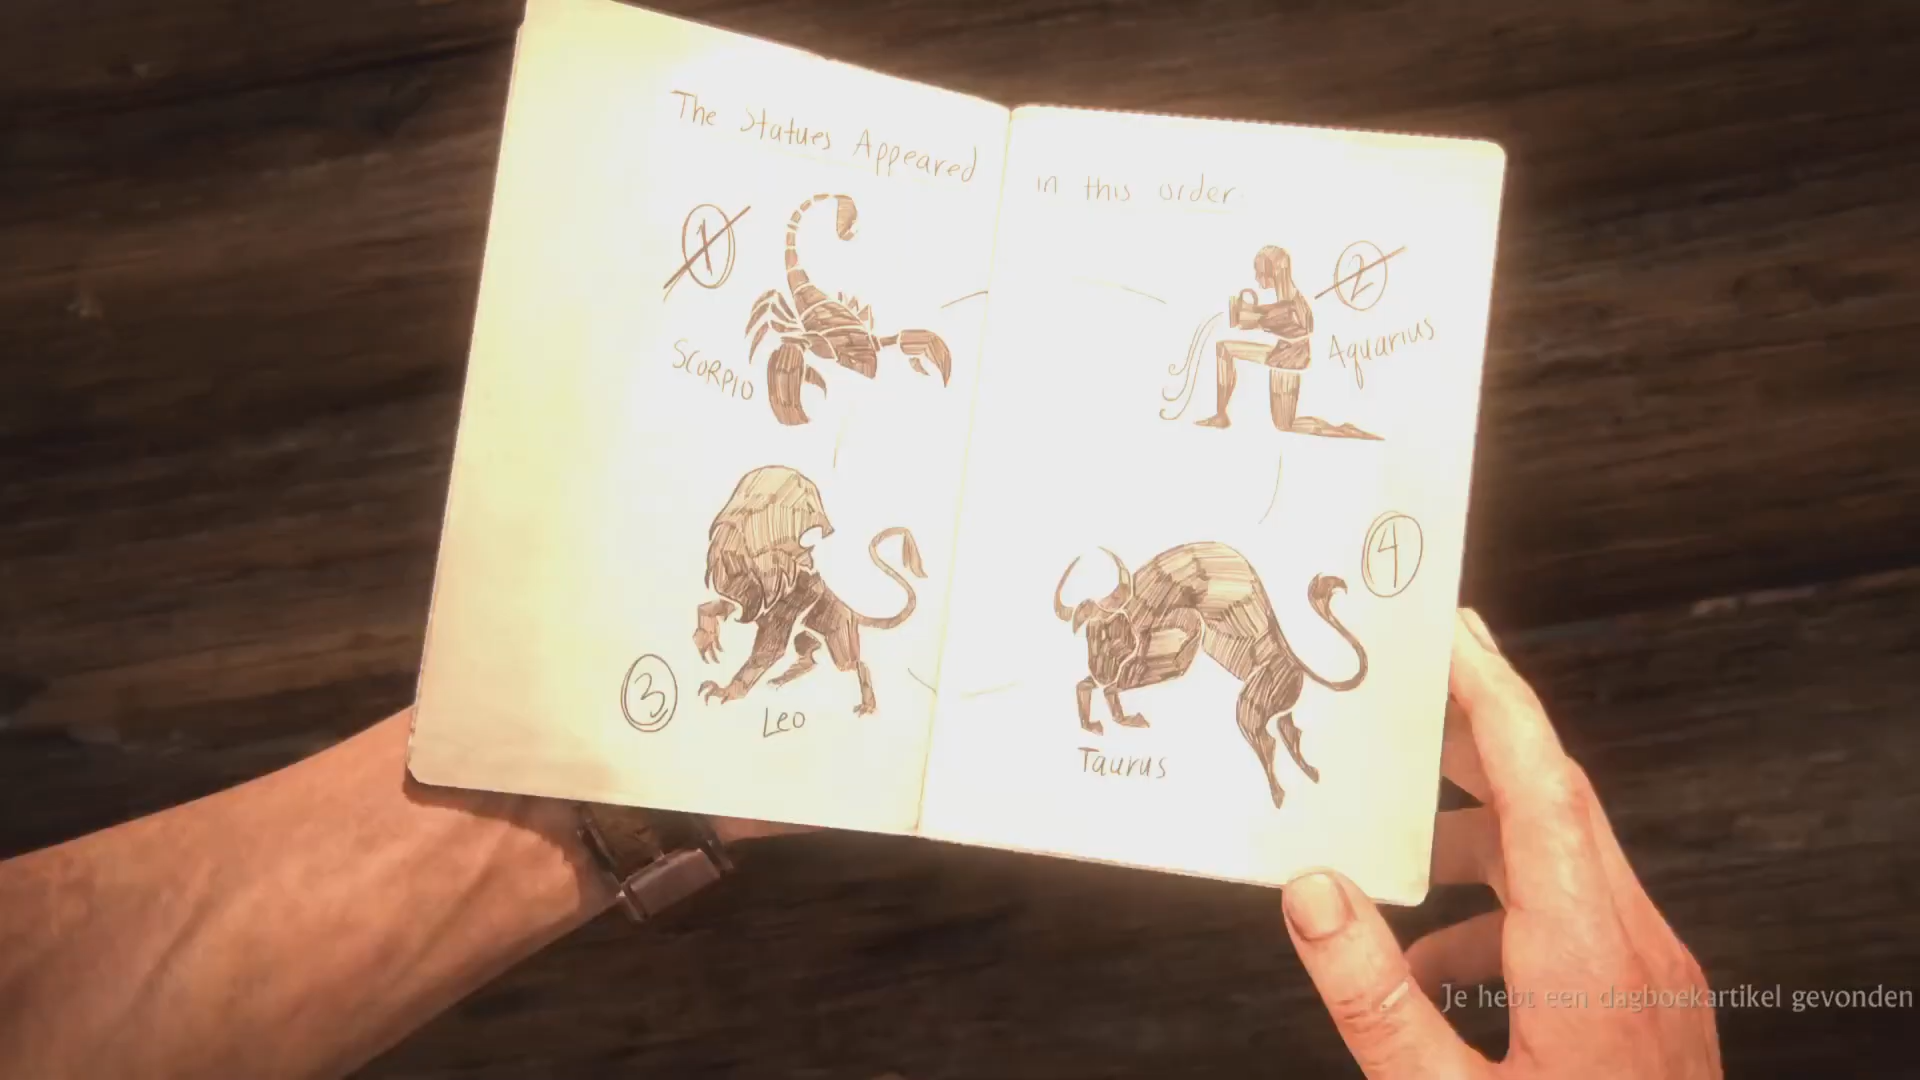 The Statues Appeared in this order.
1
Scorpio
2
Aquarius
3
Leo
4
Taurus
Je hebt een dagboekartikel gevonden